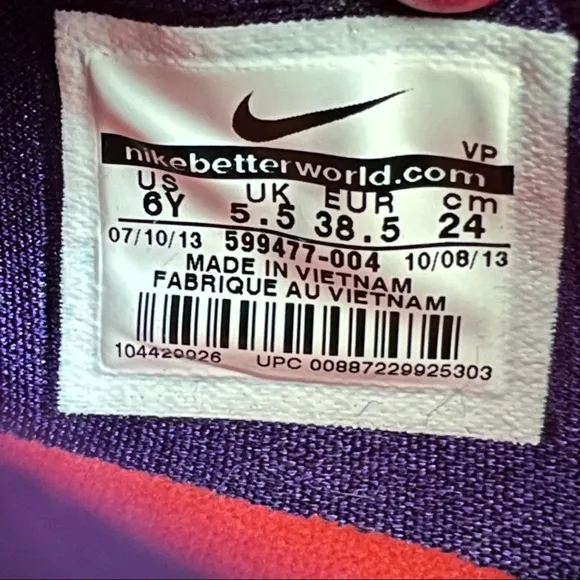 VP
nikebetterworld.com
US UK EUR cm
6Y 5.5 38.5 24
07/10/13 599477-004 10/08/13
MADE IN VIETNAM
FABRIQUE AU VIETNAM
104420026 UPC 00887229925303